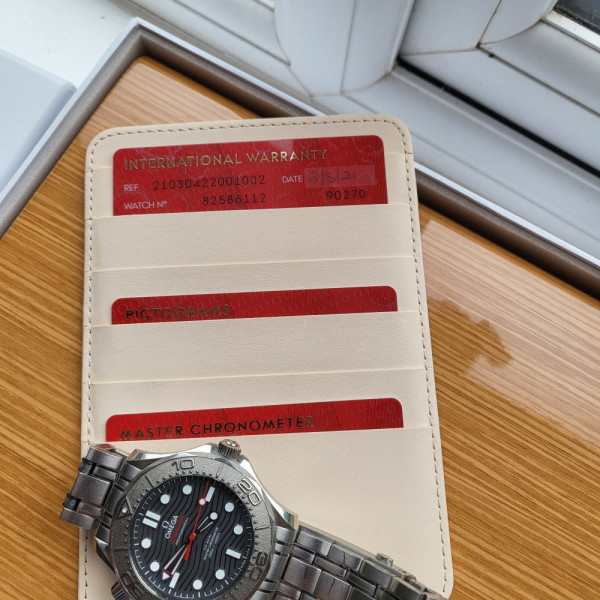 INTERNATIONAL WARRANTY
REF. 21030422001002 DATE
WATCH Nº 82586112 90270
PICTOGRAMS
MASTER CHRONOMETER
10
20
OMEGA